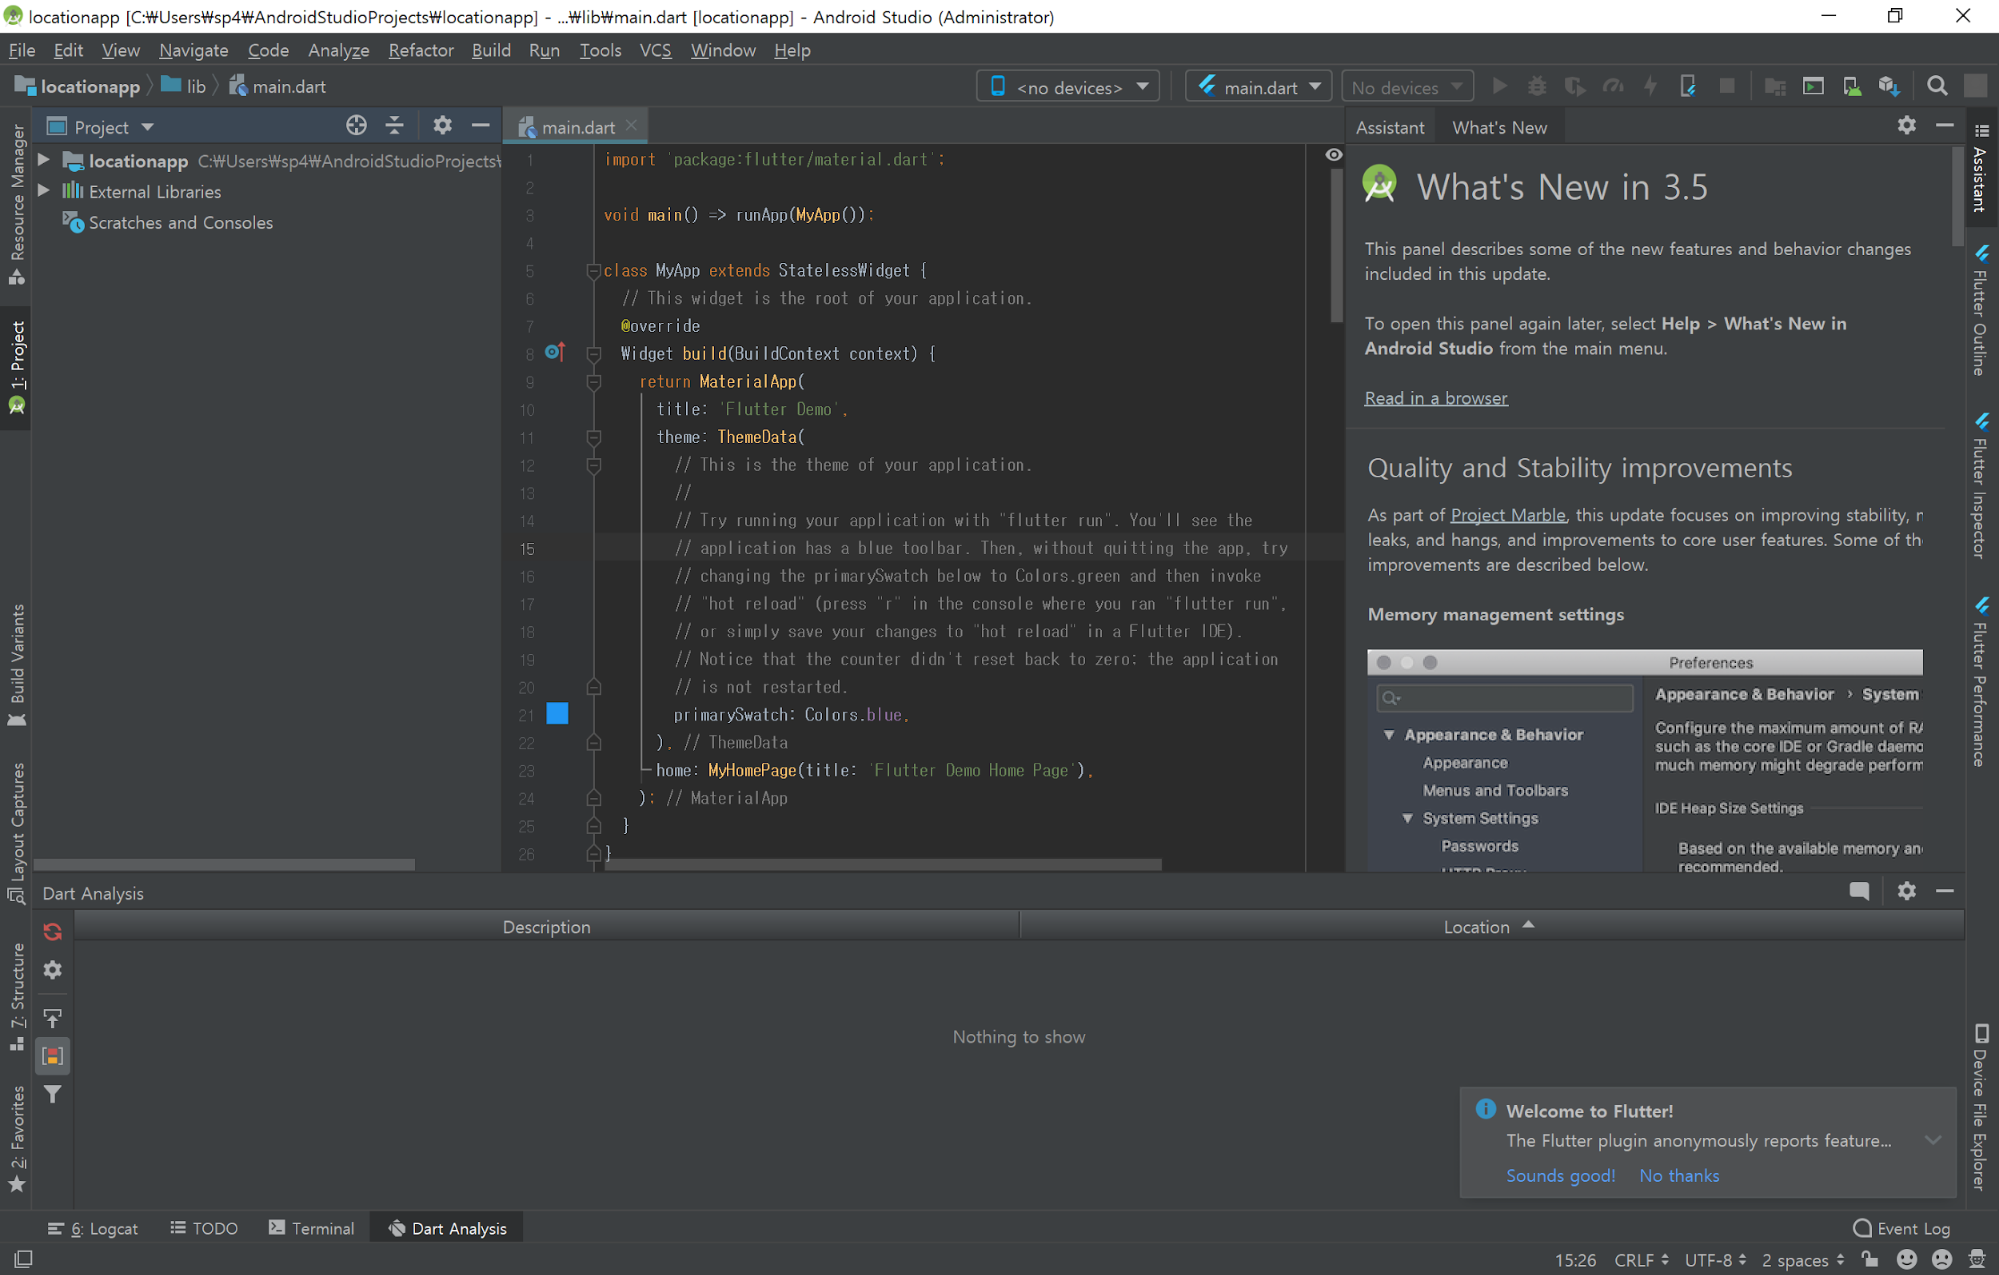 locationapp [C:₩Users₩sp4₩AndroidStudioProjects₩locationapp] - ...₩lib₩main.dart [locationapp] - Android Studio (Administrator)
File Edit View Navigate Code Analyze Refactor Build Run Tools VCS Window Help
locationapp lib main.dart <no devices> main.dart No devices
Resource Manager
1: Project
Build Variants
Layout Captures
7: Structure
2: Favorites
Project
locationapp C:₩Users₩sp4₩AndroidStudioProjects₩
External Libraries
Scratches and Consoles
main.dart
1 import 'package:flutter/material.dart';
2
3 void main() => runApp(MyApp());
4
5 class MyApp extends StatelessWidget {
6 // This widget is the root of your application.
7 @override
8 Widget build(BuildContext context) {
9 return MaterialApp(
10 title: 'Flutter Demo',
11 theme: ThemeData(
12 // This is the theme of your application.
13 //
14 // Try running your application with "flutter run". You'll see the
15 // application has a blue toolbar. Then, without quitting the app, try
16 // changing the primarySwatch below to Colors.green and then invoke
17 // "hot reload" (press "r" in the console where you ran "flutter run",
18 // or simply save your changes to "hot reload" in a Flutter IDE).
19 // Notice that the counter didn't reset back to zero; the application
20 // is not restarted.
21 primarySwatch: Colors.blue,
22 ), // ThemeData
23 home: MyHomePage(title: 'Flutter Demo Home Page'),
24 ); // MaterialApp
25 }
26 }
Assistant What's New
What's New in 3.5
This panel describes some of the new features and behavior changes
included in this update.
To open this panel again later, select Help > What's New in
Android Studio from the main menu.
Read in a browser
Quality and Stability improvements
As part of Project Marble, this update focuses on improving stability,
leaks, and hangs, and improvements to core user features. Some of the
improvements are described below.
Memory management settings
Preferences
Appearance & Behavior
Appearance
Menus and Toolbars
System Settings
Passwords
HTTP Proxy
Appearance & Behavior › System
Configure the maximum amount of RA
such as the core IDE or Gradle daemo
much memory might degrade perform
IDE Heap Size Settings
Based on the available memory an
recommended.
Assistant
Flutter Outline
Flutter Inspector
Flutter Performance
Device File Explorer
Dart Analysis
Description Location
Nothing to show
Welcome to Flutter!
The Flutter plugin anonymously reports feature...
Sounds good! No thanks
6: Logcat TODO Terminal Dart Analysis Event Log
15:26 CRLF UTF-8 2 spaces